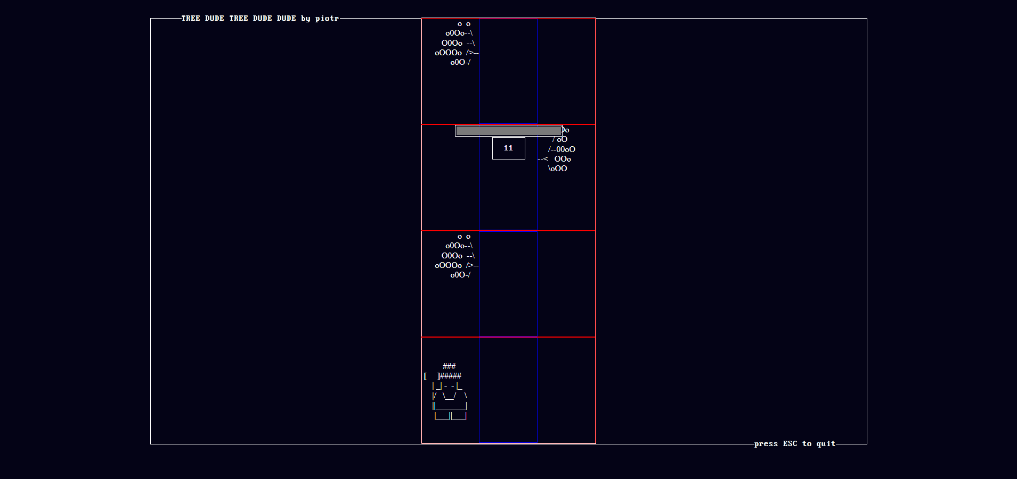 TREE DUDE TREE DUDE DUDE by piotr
11
press ESC to quit